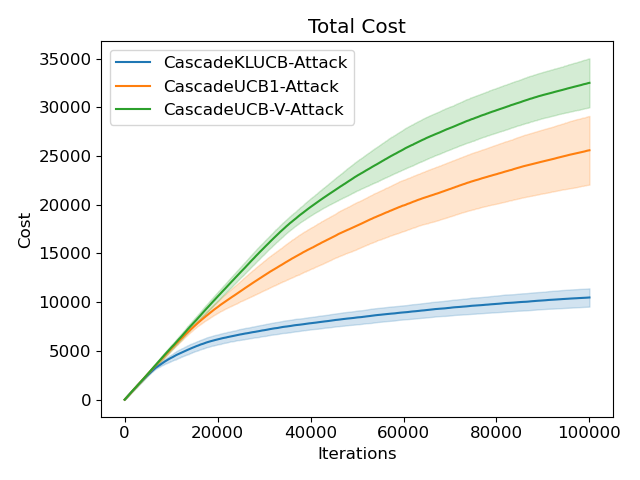 Total Cost
CascadeKLUCB-Attack
CascadeUCB1-Attack
CascadeUCB-V-Attack
Cost
35000
30000
25000
20000
15000
10000
5000
0
0 20000 40000 60000 80000 100000
Iterations